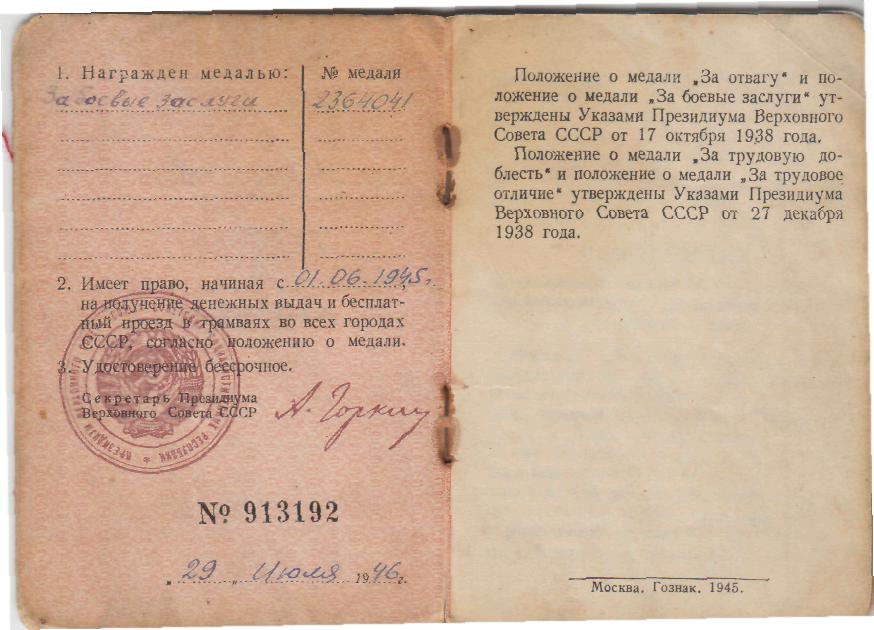 1. Награжден медалью:
№ медали
За боевые заслуги
2364041
2. Имеет право, начиная с 01.06.1945г.
на получение денежных выдач и бесплат-
ный проезд в трамваях во всех городах
СССР, согласно положению о медали.
3. Удостоверение бессрочное.
Секретарь Президиума
Верховного Совета СССР
А. Горкин
№ 913192
„29„ Июля 1946г.
Положение о медали „За отвагу“ и по-
ложение о медали „За боевые заслуги“ ут-
верждены Указами Президиума Верховного
Совета СССР от 17 октября 1938 года.
Положение о медали „За трудовую до-
блесть“ и положение о медали „За трудовое
отличие“ утверждены Указами Президиума
Верховного Совета СССР от 27 декабря
1938 года.
Москва. Гознак. 1945.